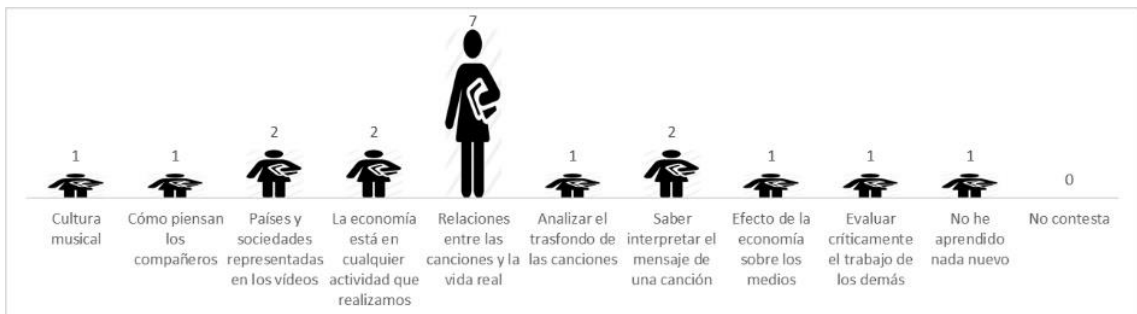 7
2
2
2
1
1
1
1
1
1
0
Cultura
musical
Cómo piensan
los
compañeros
Países y
sociedades
representadas
en los vídeos
La economía
está en
cualquier
actividad que
realizamos
Relaciones
entre las
canciones y la
vida real
Analizar el
trasfondo de
las canciones
Saber
interpretar el
mensaje de
una canción
Efecto de la
economía
sobre los
medios
Evaluar
críticamente
el trabajo de
los demás
No he
aprendido
nada nuevo
No contesta